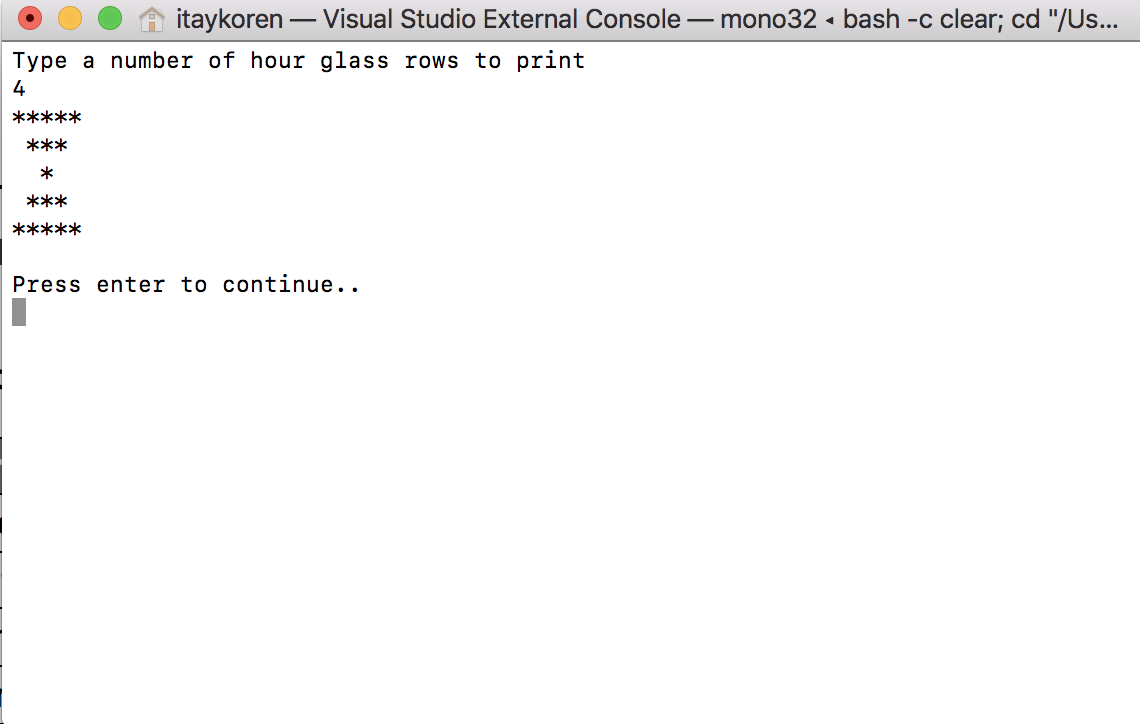 itaykoren — Visual Studio External Console — mono32 ◂ bash -c clear; cd "/Us...
Type a number of hour glass rows to print
4
*****
 ***
  *
 ***
*****

Press enter to continue..